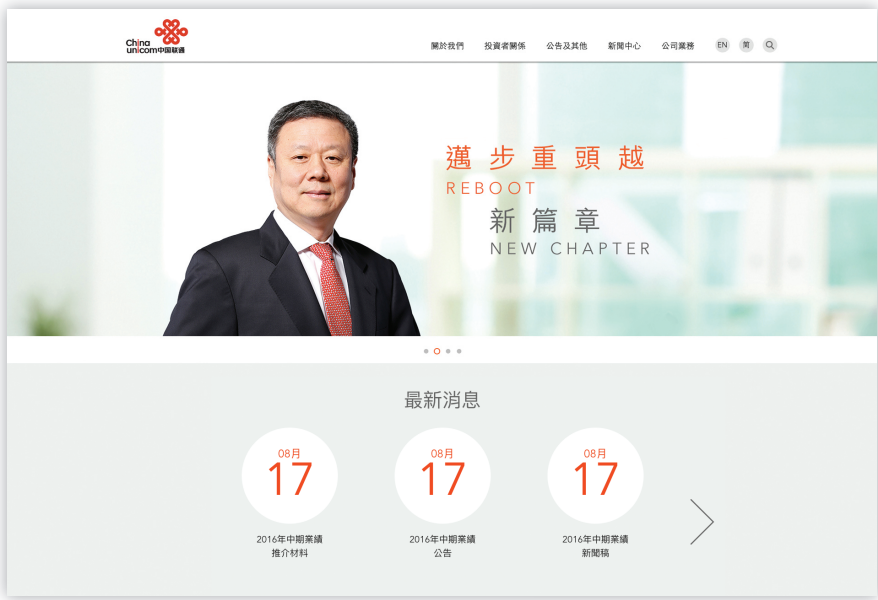 China
unicom中国联通
關於我們 投資者關係 公告及其他 新聞中心 公司業務 EN 简
邁步重頭越
REBOOT
新篇章
NEW CHAPTER
最新消息
08月 08月 08月
17 17 17
2016年中期業績 2016年中期業績 2016年中期業績
推介材料 公告 新聞稿